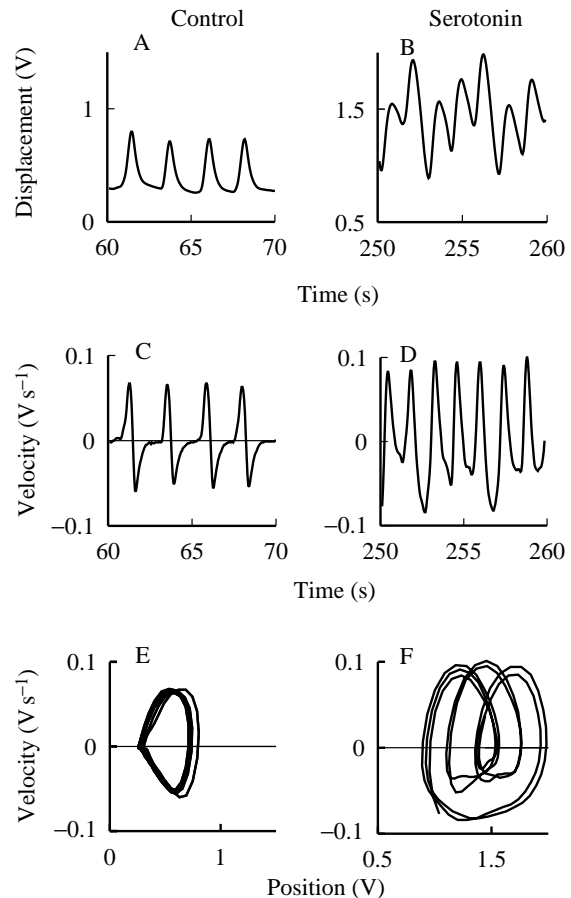 Control Serotonin
A B
Displacement (V)
1
0
1.5
0.5
60 65 70 250 255 260
Time (s)
C D
Velocity (V s−1)
0.1
0
−0.1
0.1
0
−0.1
60 65 70 250 255 260
Time (s)
E F
Velocity (V s−1)
0.1
0
−0.1
0.1
0
−0.1
0 1 0.5 1.5
Position (V)